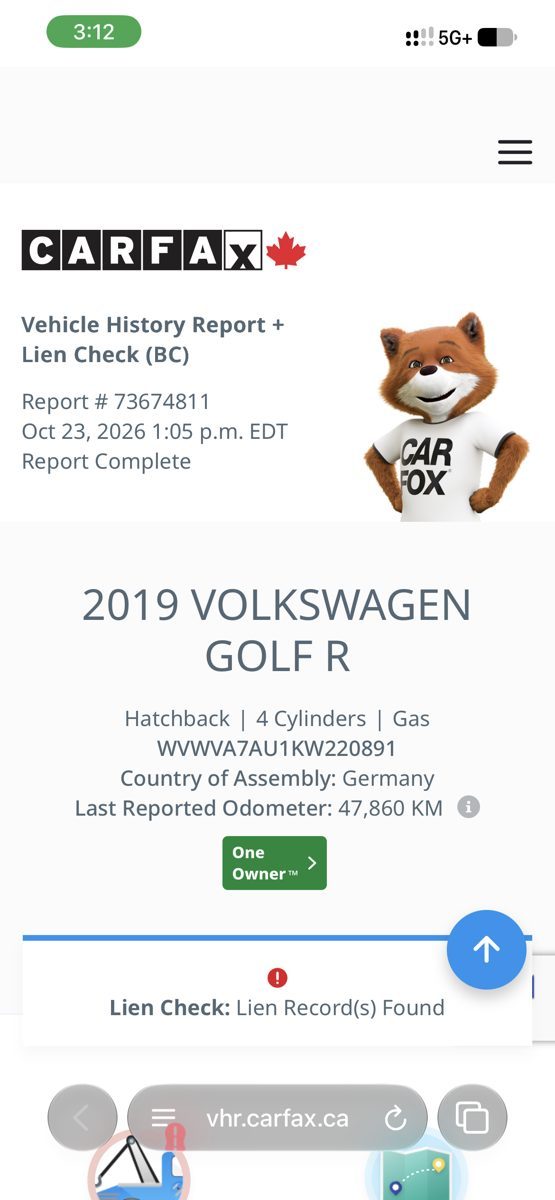 3:12
5G+
CARFAX
Vehicle History Report +
Lien Check (BC)
Report # 73674811
Oct 23, 2026 1:05 p.m. EDT
Report Complete
CAR
FOX
2019 VOLKSWAGEN
GOLF R
Hatchback | 4 Cylinders | Gas
WVWVA7AU1KW220891
Country of Assembly: Germany
Last Reported Odometer: 47,860 KM
One
Owner™
Lien Check: Lien Record(s) Found
vhr.carfax.ca